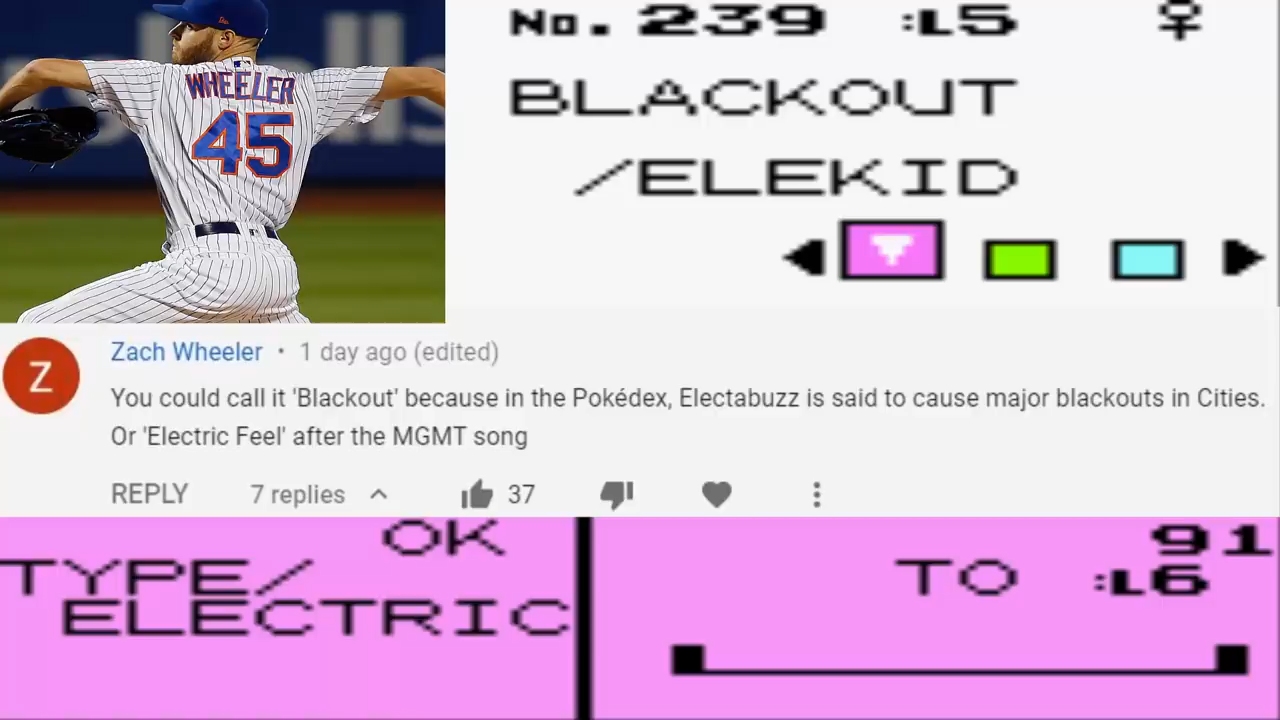 WHEELER
45
No. 239 :L5 ♀
BLACKOUT
/ELEKID
Z
Zach Wheeler • 1 day ago (edited)
You could call it 'Blackout' because in the Pokédex, Electabuzz is said to cause major blackouts in Cities.
Or 'Electric Feel' after the MGMT song
REPLY 7 replies 37
OK
TYPE/
ELECTRIC
91
TO :L6